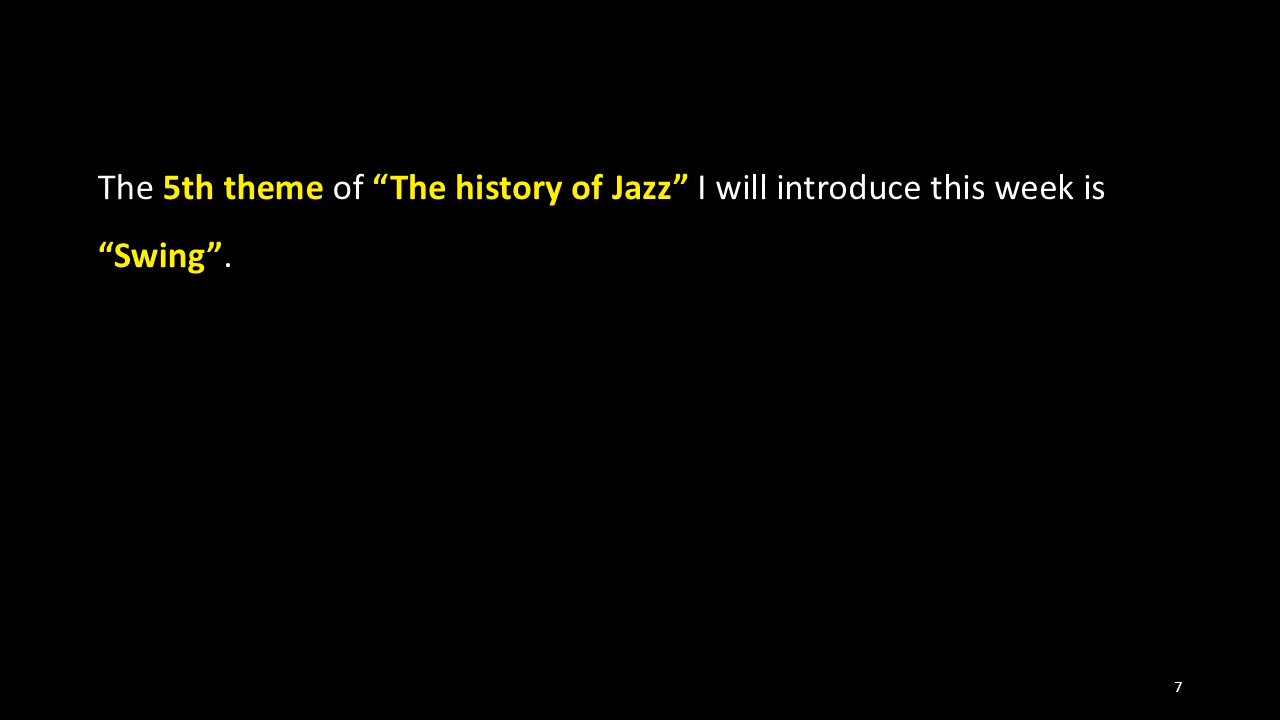 The 5th theme of “The history of Jazz” I will introduce this week is
“Swing”.
7